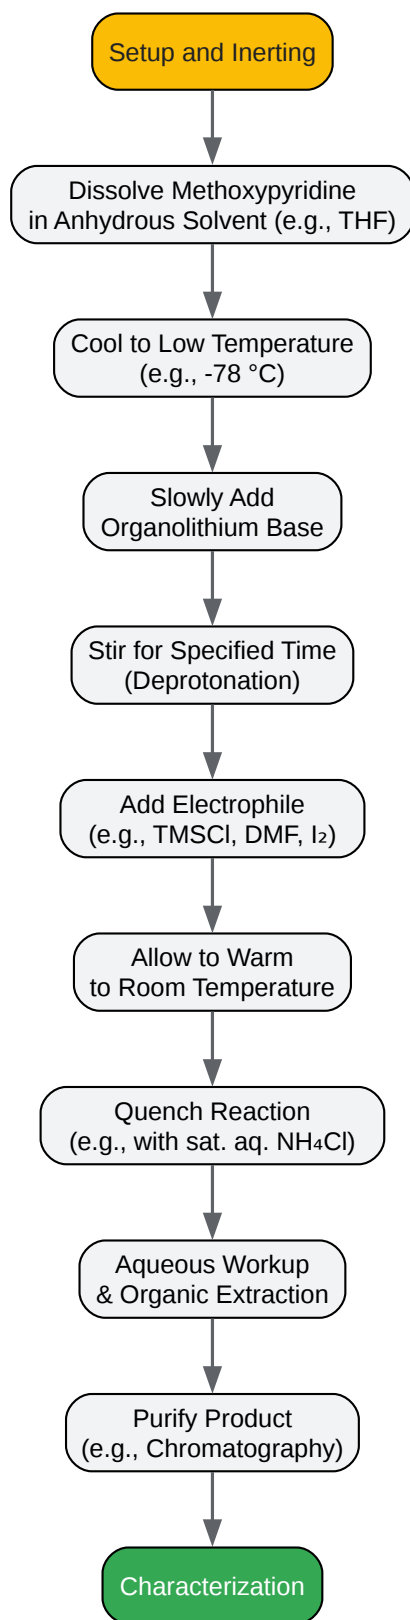 Setup and Inerting
Dissolve Methoxypyridine
in Anhydrous Solvent (e.g., THF)
Cool to Low Temperature
(e.g., -78 °C)
Slowly Add
Organolithium Base
Stir for Specified Time
(Deprotonation)
Add Electrophile
(e.g., TMSCl, DMF, I₂)
Allow to Warm
to Room Temperature
Quench Reaction
(e.g., with sat. aq. NH₄Cl)
Aqueous Workup
& Organic Extraction
Purify Product
(e.g., Chromatography)
Characterization